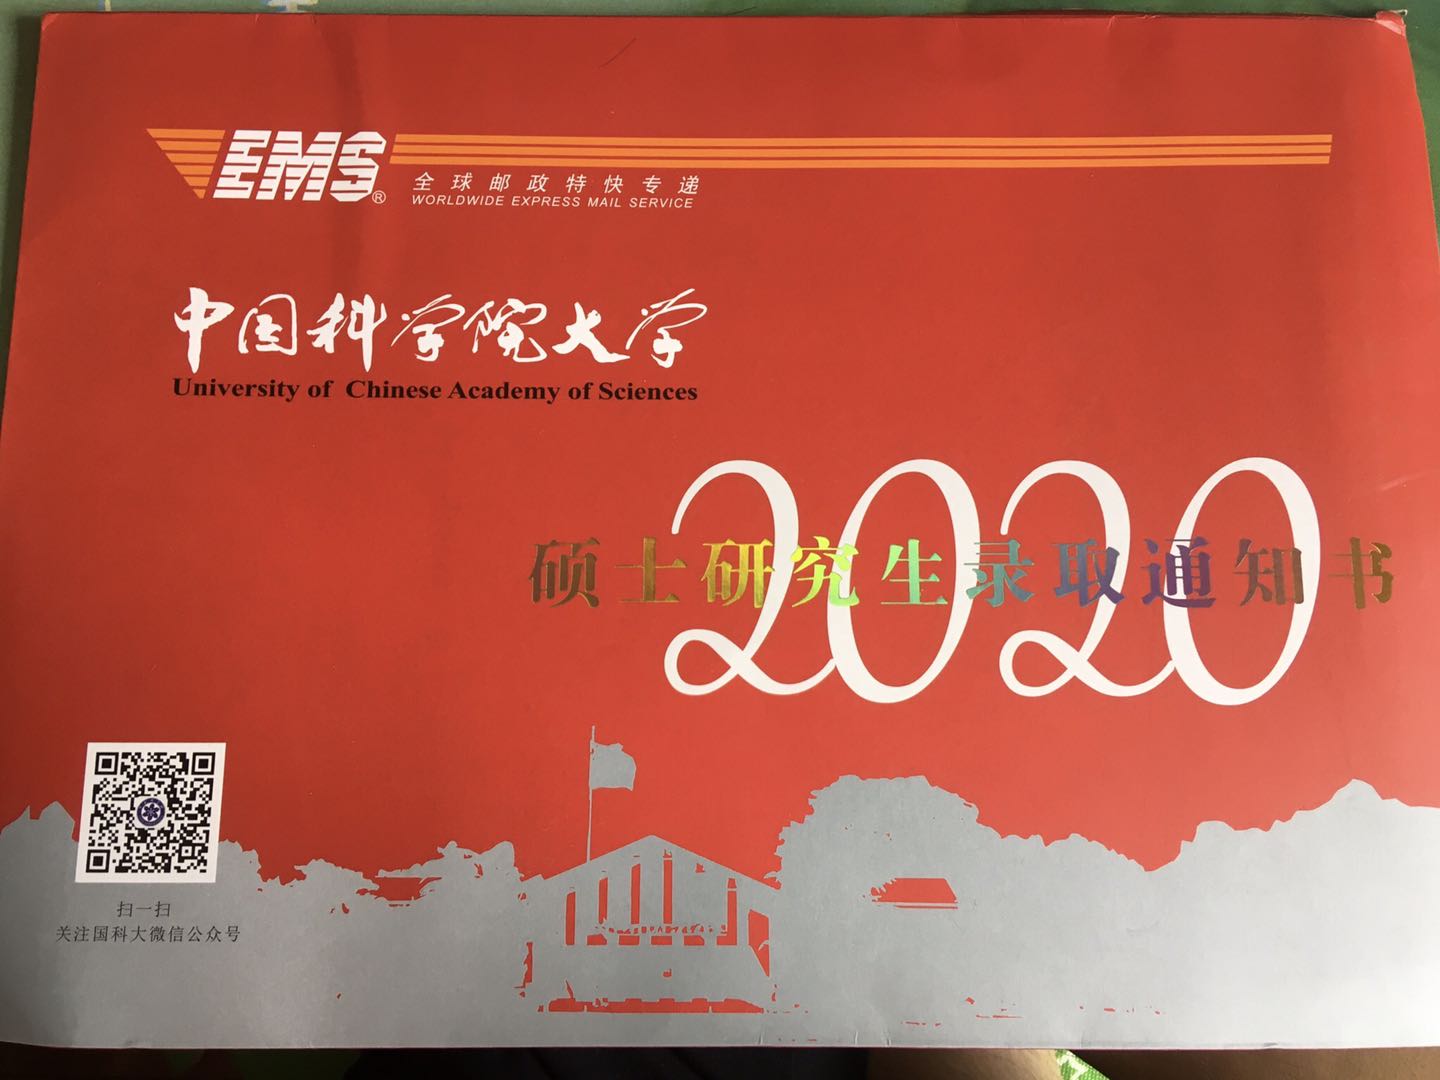 EMS®
全球邮政特快专递
WORLDWIDE EXPRESS MAIL SERVICE
中国科学院大学
University of Chinese Academy of Sciences
2020
硕士研究生录取通知书
扫一扫
关注国科大微信公众号